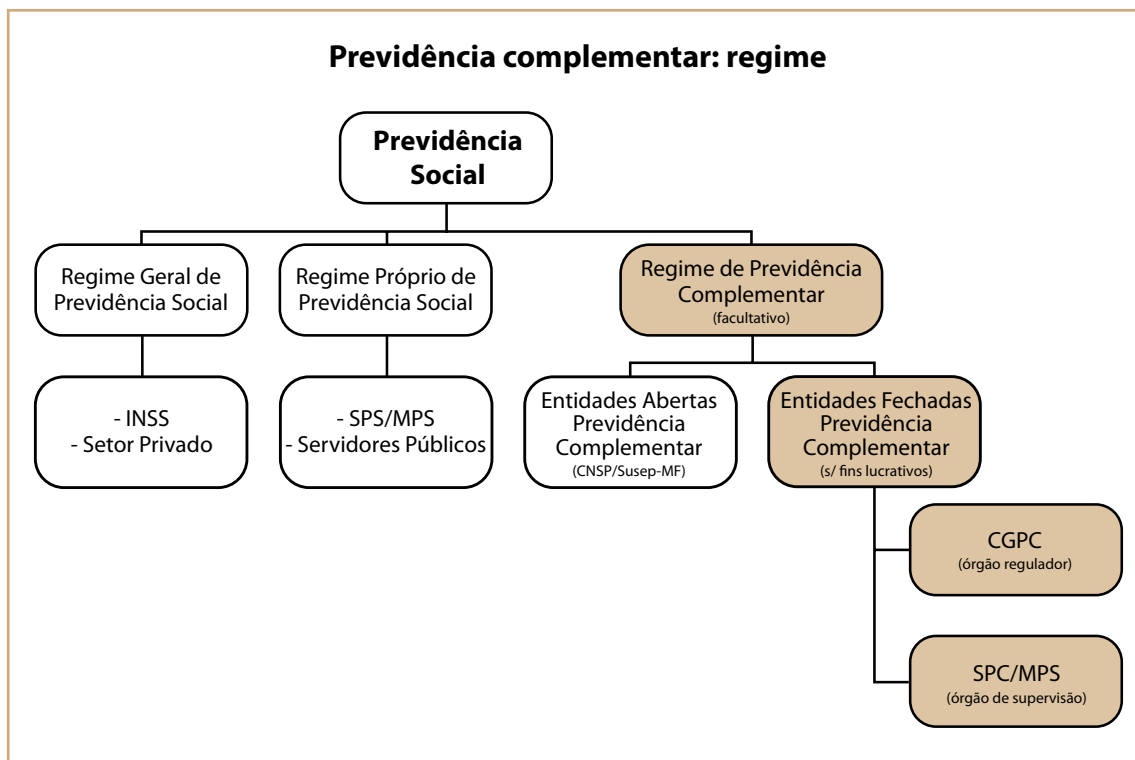 Previdência complementar: regime
Previdência
Social
Regime Geral de
Previdência Social
Regime Próprio de
Previdência Social
Regime de Previdência
Complementar
(facultativo)
- INSS
- Setor Privado
- SPS/MPS
- Servidores Públicos
Entidades Abertas
Previdência
Complementar
(CNSP/Susep-MF)
Entidades Fechadas
Previdência
Complementar
(s/ fins lucrativos)
CGPC
(órgão regulador)
SPC/MPS
(órgão de supervisão)